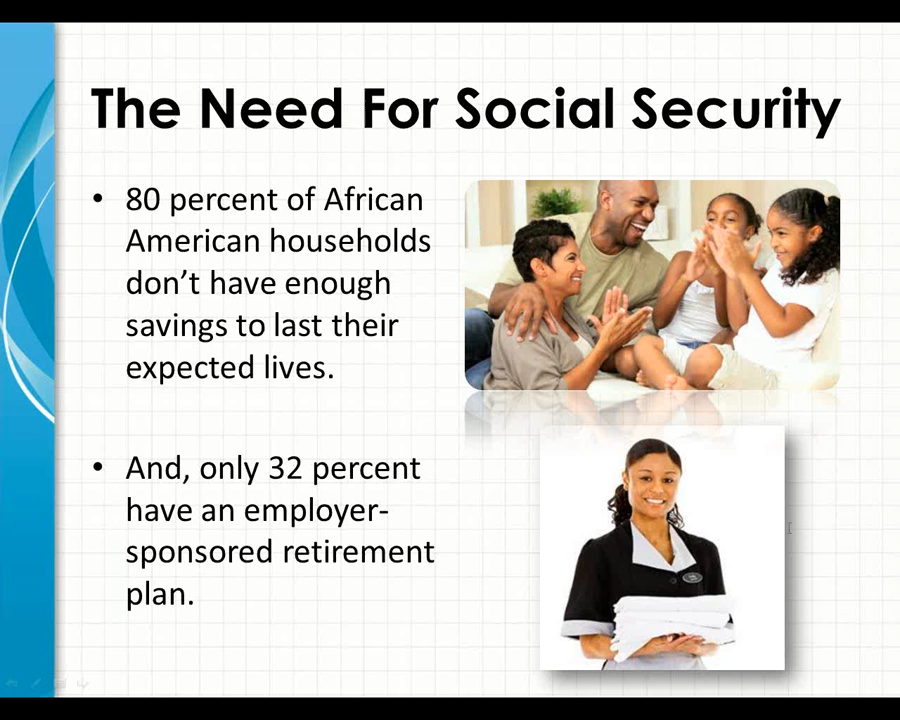 The Need For Social Security
• 80 percent of African
American households
don’t have enough
savings to last their
expected lives.
• And, only 32 percent
have an employer-
sponsored retirement
plan.